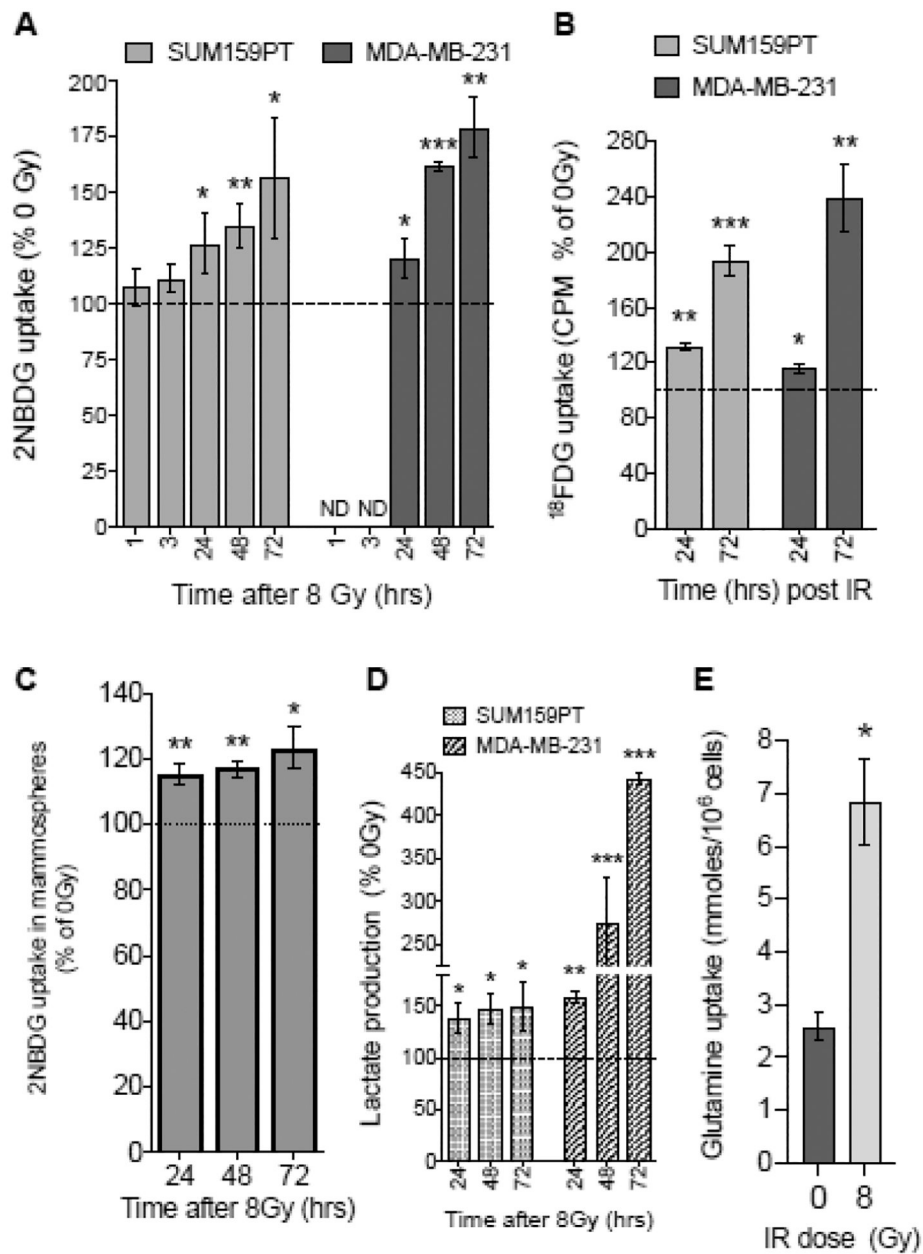 A
SUM159PT
MDA-MB-231
2NBDG uptake (% 0 Gy)
200
175
150
125
100
75
50
25
0
*
**
*
*
***
**
ND ND
1 3 24 48 72 1 3 24 48 72
Time after 8 Gy (hrs)
B
SUM159PT
MDA-MB-231
18FDG uptake (CPM % of 0Gy)
280
240
200
160
120
80
40
0
**
***
*
**
24 72 24 72
Time (hrs) post IR
C
2NBDG uptake in mammospheres
(% of 0Gy)
140
120
100
80
60
40
20
0
**
**
*
24 48 72
Time after 8Gy (hrs)
D
SUM159PT
MDA-MB-231
Lactate production (% 0Gy)
450
400
350
300
250
200
150
100
50
0
*
*
*
**
***
***
24 48 72 24 48 72
Time after 8Gy (hrs)
E
Glutamine uptake (mmoles/10⁶ cells)
8
7
6
5
4
3
2
1
0
*
0 8
IR dose (Gy)